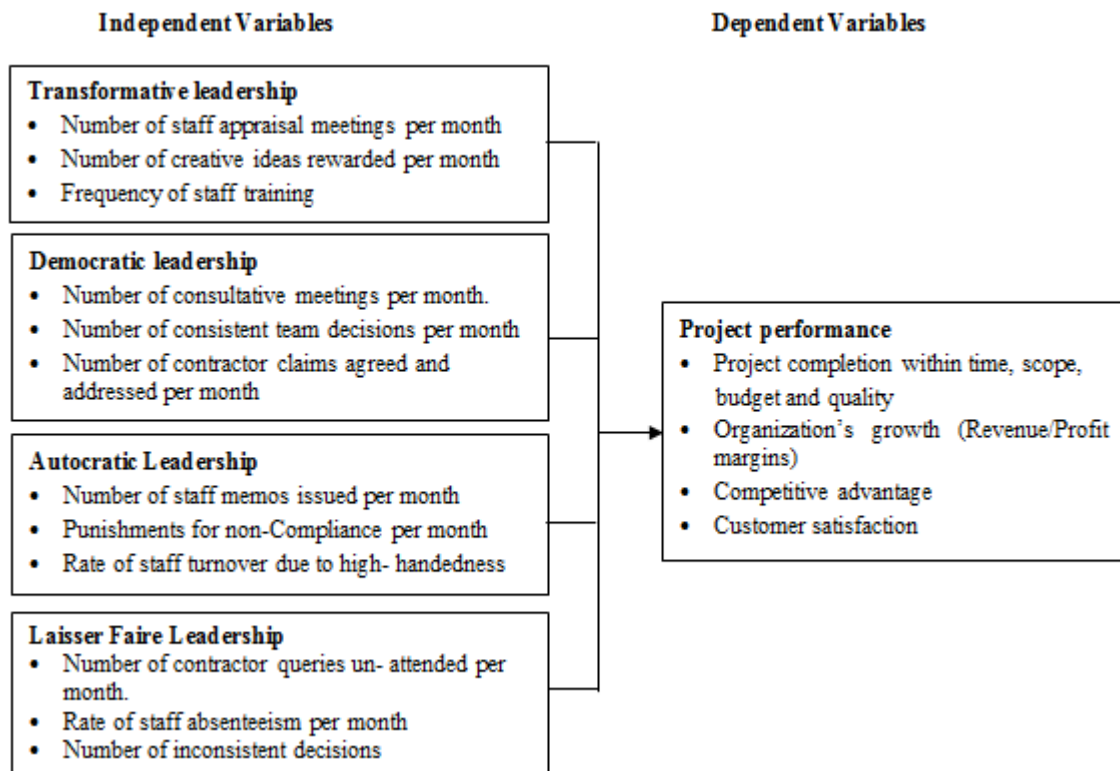 Independent Variables
Dependent Variables
Transformative leadership
• Number of staff appraisal meetings per month
• Number of creative ideas rewarded per month
• Frequency of staff training
Democratic leadership
• Number of consultative meetings per month.
• Number of consistent team decisions per month
• Number of contractor claims agreed and
addressed per month
Autocratic Leadership
• Number of staff memos issued per month
• Punishments for non-Compliance per month
• Rate of staff turnover due to high- handedness
Laisser Faire Leadership
• Number of contractor queries un- attended per
month.
• Rate of staff absenteeism per month
• Number of inconsistent decisions
Project performance
• Project completion within time, scope,
budget and quality
• Organization’s growth (Revenue/Profit
margins)
• Competitive advantage
• Customer satisfaction